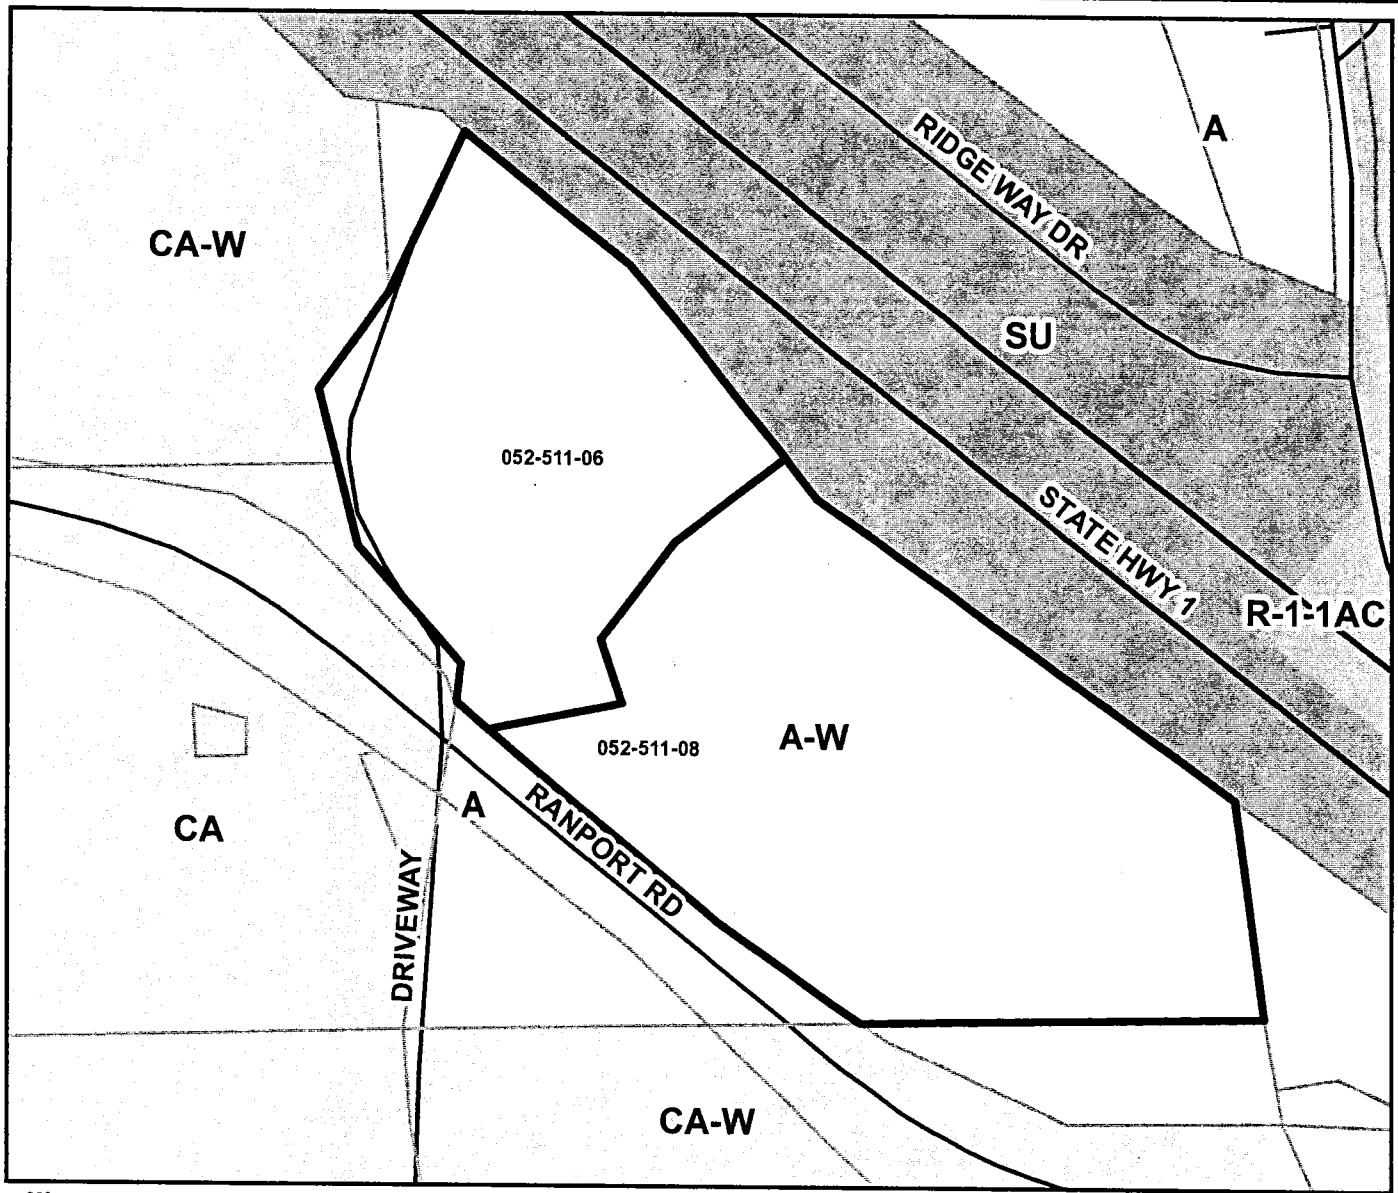 A
RIDGE WAY DR
CA-W
SU
052-511-06
STATE HWY 1
R-1-1AC
A-W
052-511-08
RANPORT RD
A
CA
DRIVEWAY
CA-W